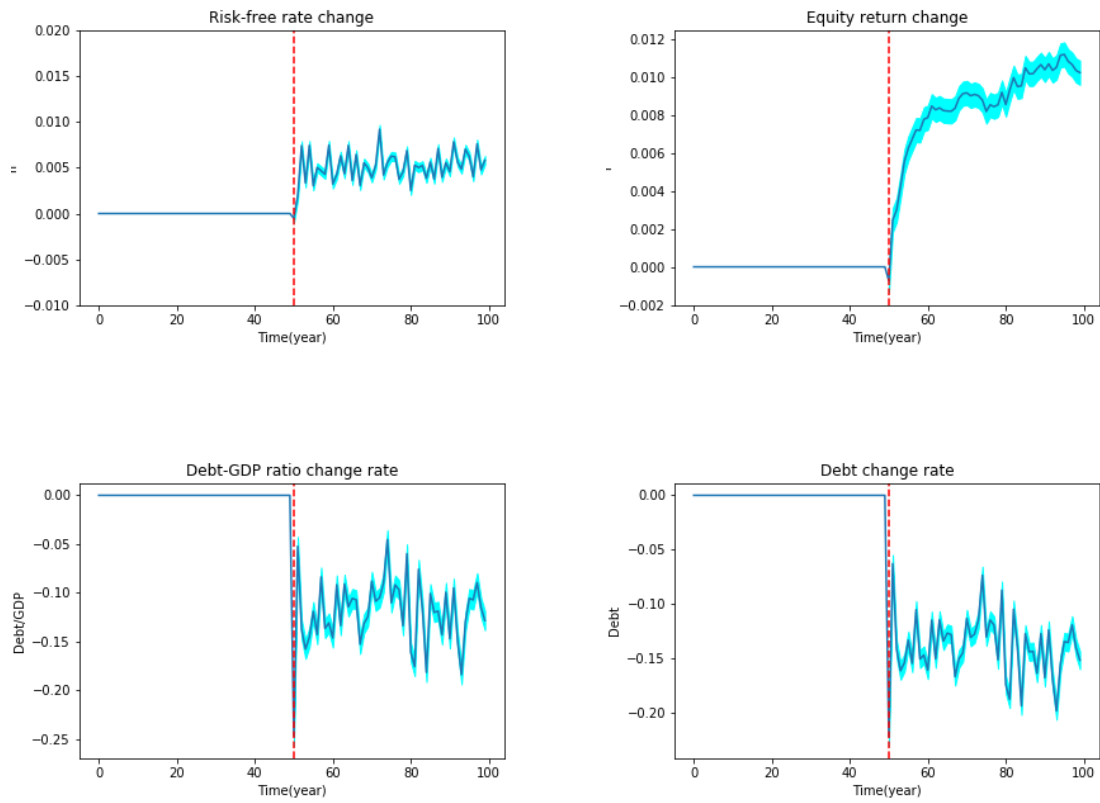 Risk-free rate change
0.020
0.015
0.010
0.005
0.000
−0.005
−0.010
0 20 40 60 80 100
Time(year)
Equity return change
0.012
0.010
0.008
0.006
0.004
0.002
0.000
−0.002
0 20 40 60 80 100
Time(year)
Debt-GDP ratio change rate
Debt/GDP
0.00
−0.05
−0.10
−0.15
−0.20
−0.25
0 20 40 60 80 100
Time(year)
Debt change rate
Debt
0.00
−0.05
−0.10
−0.15
−0.20
0 20 40 60 80 100
Time(year)